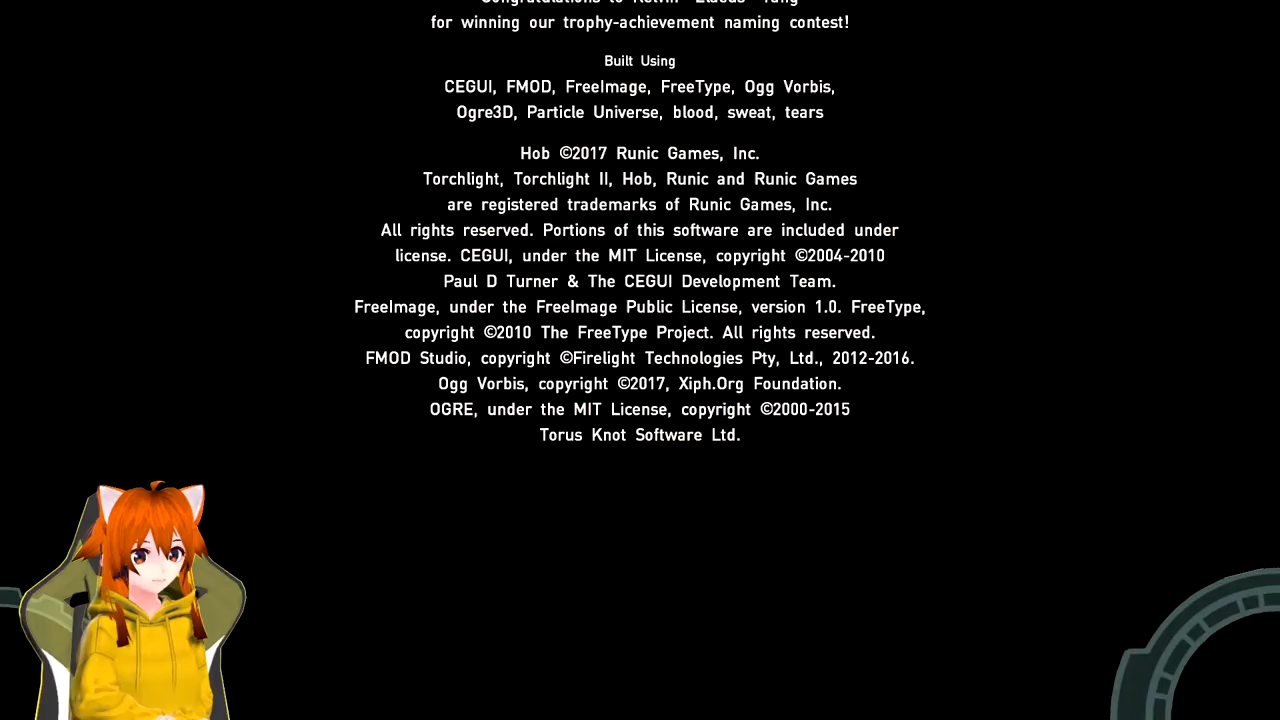 Congratulations to Kelvin
for winning our trophy-achievement naming contest!
Built Using
CEGUI, FMOD, FreeImage, FreeType, Ogg Vorbis,
Ogre3D, Particle Universe, blood, sweat, tears
Hob ©2017 Runic Games, Inc.
Torchlight, Torchlight II, Hob, Runic and Runic Games
are registered trademarks of Runic Games, Inc.
All rights reserved. Portions of this software are included under
license. CEGUI, under the MIT License, copyright ©2004-2010
Paul D Turner & The CEGUI Development Team.
FreeImage, under the FreeImage Public License, version 1.0. FreeType,
copyright ©2010 The FreeType Project. All rights reserved.
FMOD Studio, copyright ©Firelight Technologies Pty, Ltd., 2012-2016.
Ogg Vorbis, copyright ©2017, Xiph.Org Foundation.
OGRE, under the MIT License, copyright ©2000-2015
Torus Knot Software Ltd.